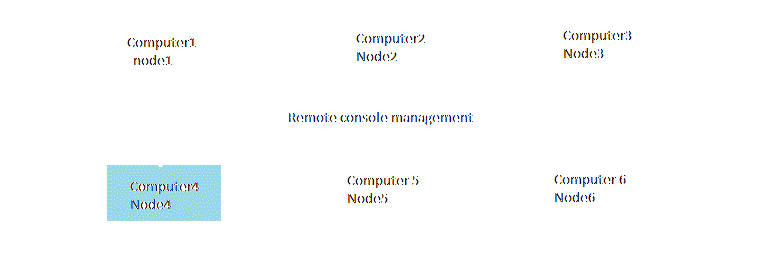 Computer1
node1
Computer2
Node2
Computer3
Node3
Remote console management
Computer4
Node4
Computer 5
Node5
Computer 6
Node6